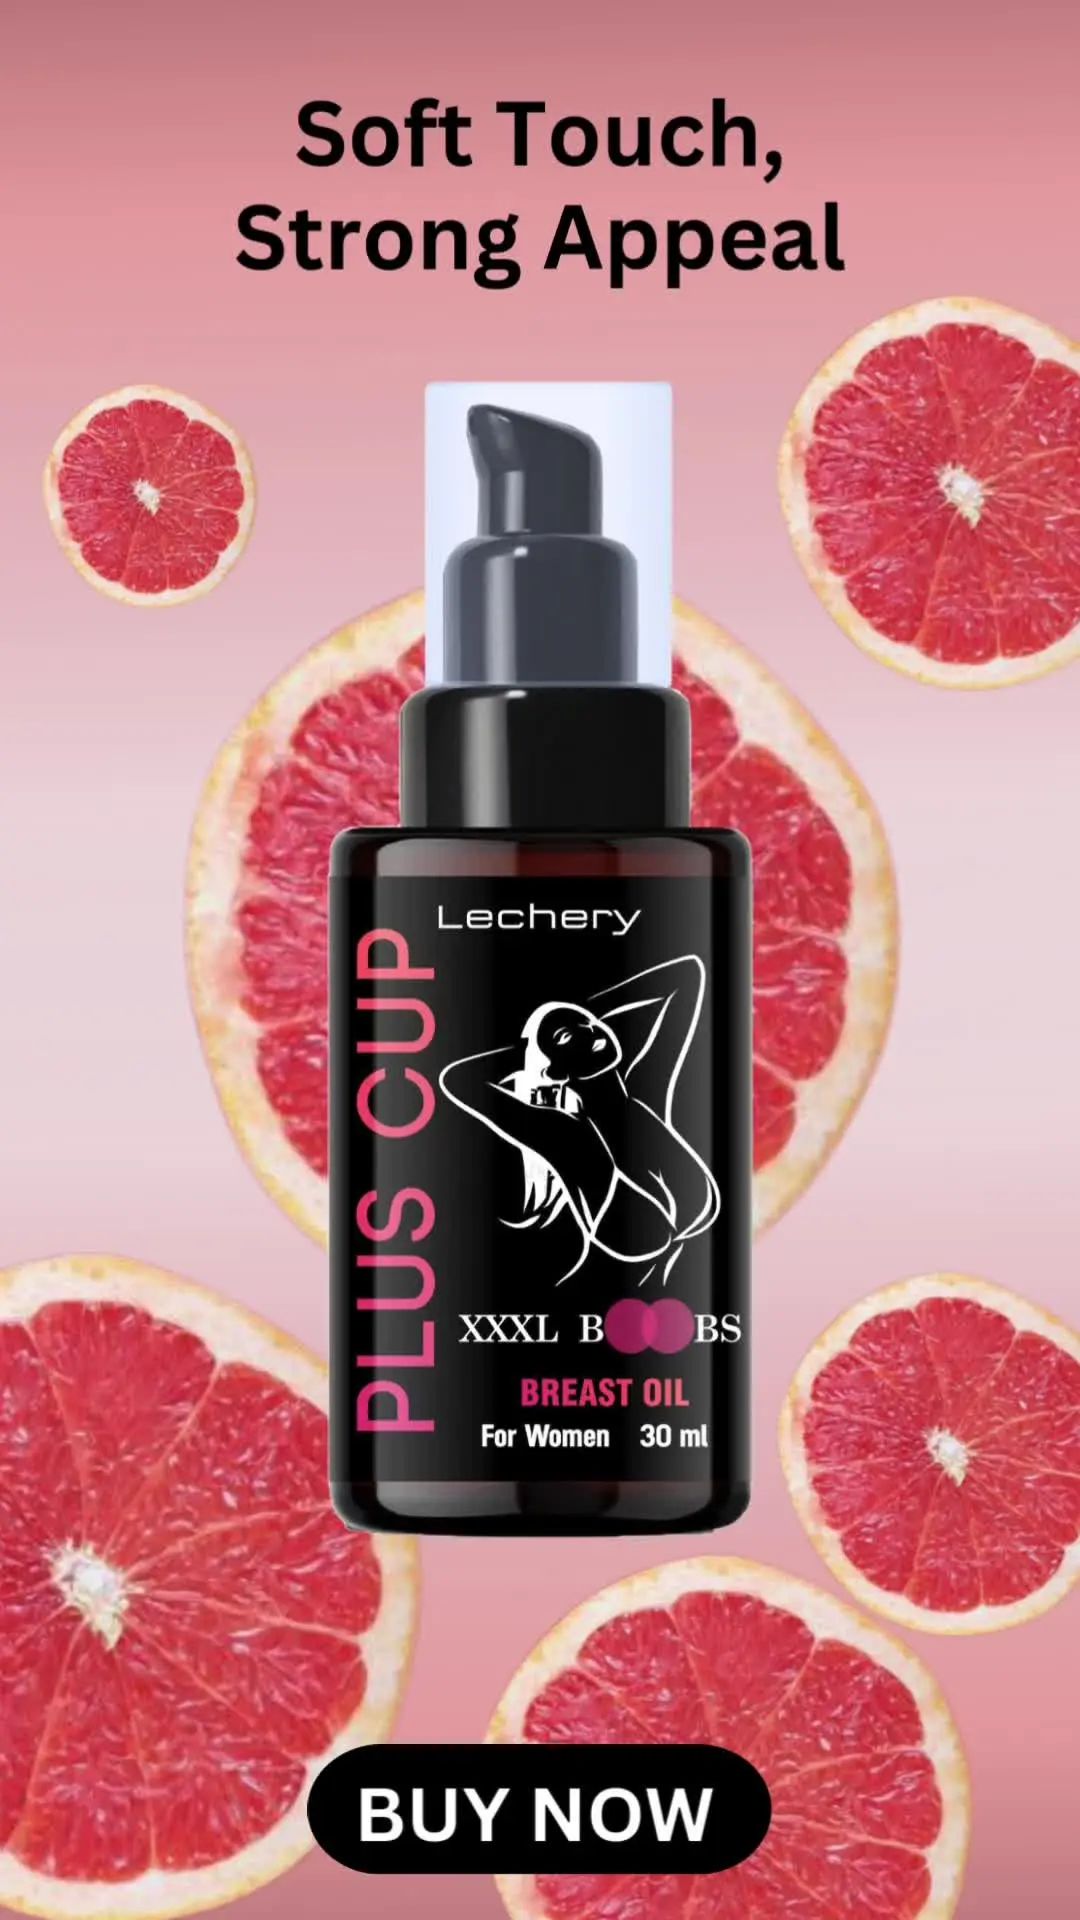 Soft Touch,
Strong Appeal
Lechery
PLUS CUP
XXXL BOOBS
BREAST OIL
For Women 30 ml
BUY NOW